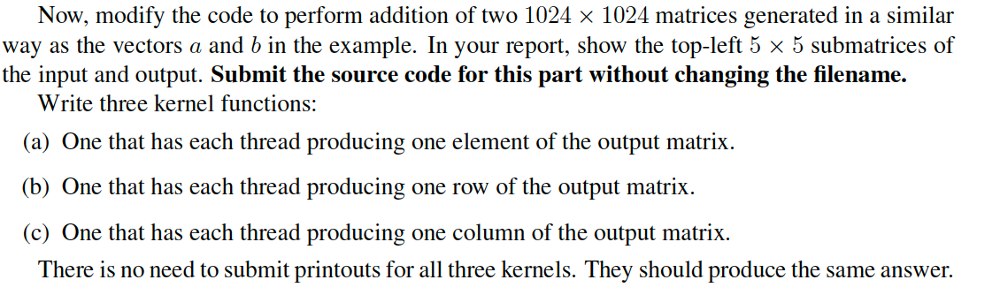 Now, modify the code to perform addition of two 1024 × 1024 matrices generated in a similar
way as the vectors a and b in the example. In your report, show the top-left 5 × 5 submatrices of
the input and output. Submit the source code for this part without changing the filename.
Write three kernel functions:
(a) One that has each thread producing one element of the output matrix.
(b) One that has each thread producing one row of the output matrix.
(c) One that has each thread producing one column of the output matrix.
There is no need to submit printouts for all three kernels. They should produce the same answer.